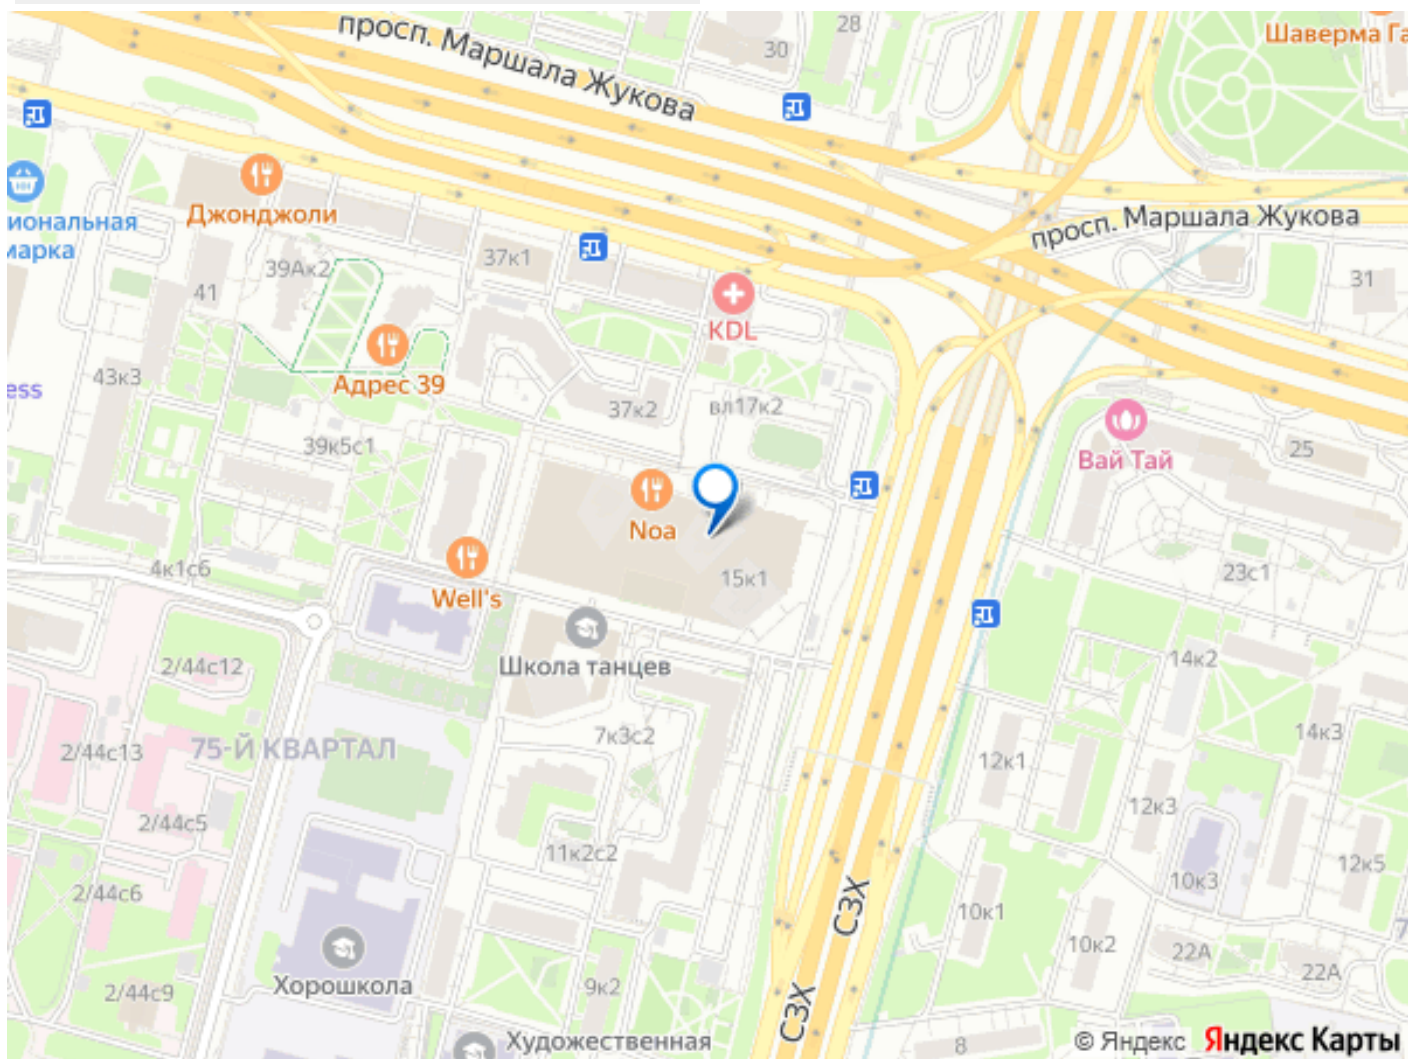 просп. Маршала Жукова
28
30
Шаверма Га
Джонджоли
иональная
марка
просп. Маршала Жукова
39Ак2
37к1
41
31
KDL
Адрес 39
43к3
ess
37к2
вл17к2
39к5с1
Вай Тай
25
Noa
15к1
4к1с6
Well's
23с1
Школа танцев
2/44с12
14к2
7к3с2
75-Й КВАРТАЛ
2/44с13
14к3
12к1
12к3
2/44с5
11к2с2
12к5
10к3
2/44с6
СЗХ
10к1
10к2
22А
22А
7
Хорошкола
9к2
2/44с9
СЗХ
Художественная
8
© Яндекс Яндекс Карты